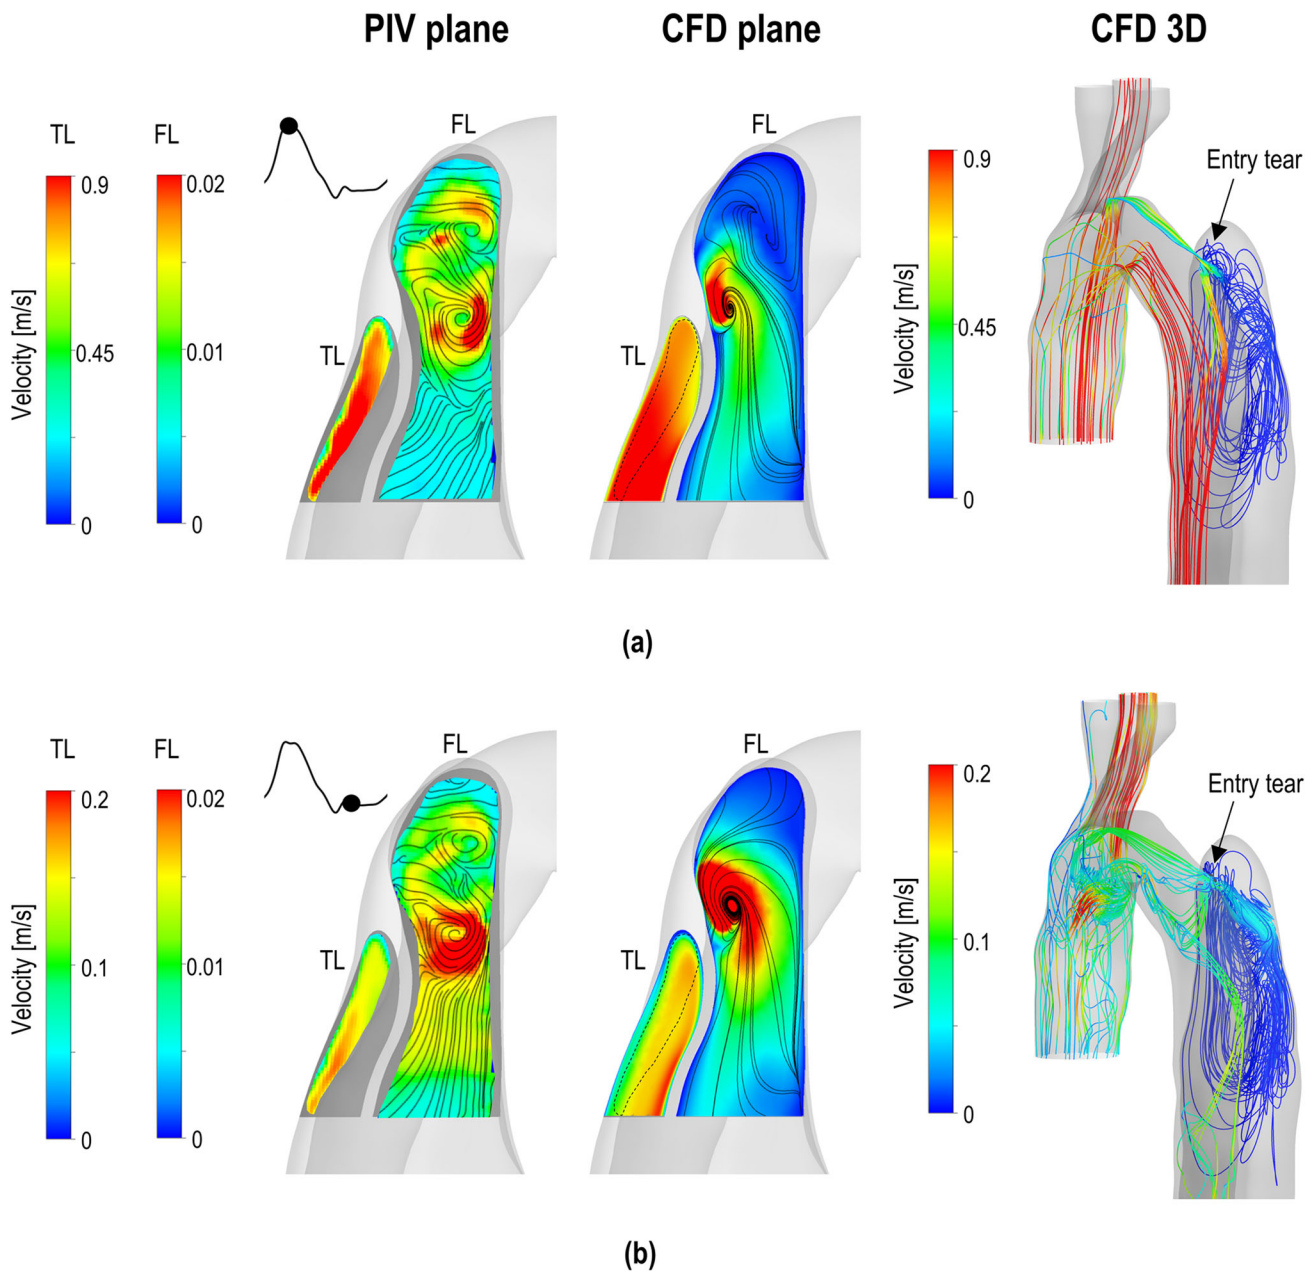 PIV plane CFD plane CFD 3D
TL FL FL FL
0.9 0.02 0.9
Entry tear
Velocity [m/s] 0.45 0.01 TL TL Velocity [m/s] 0.45
0 0 0
(a)
TL FL FL FL
0.2 0.02 0.2
Entry tear
Velocity [m/s] 0.1 0.01 TL TL Velocity [m/s] 0.1
0 0 0
(b)